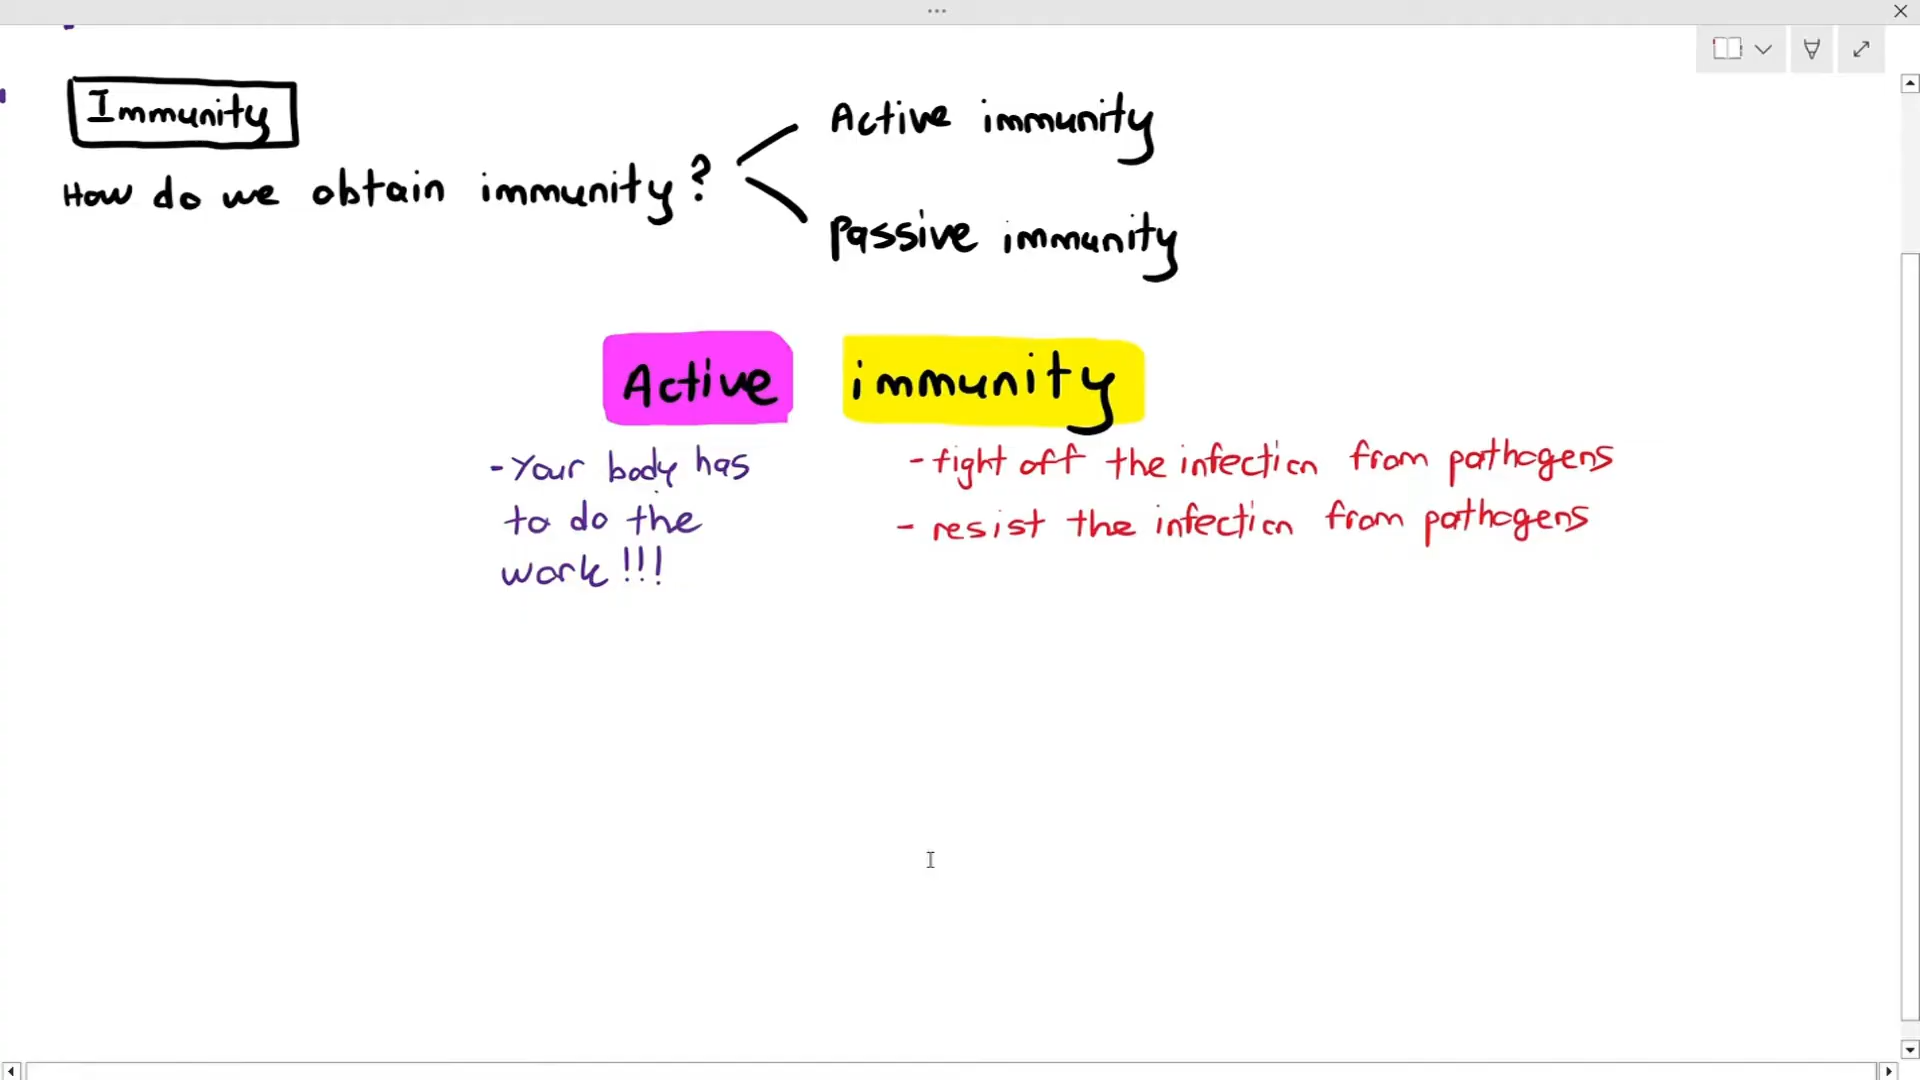 Immunity
How do we obtain immunity?
Active immunity
Passive immunity
Active immunity
- Your body has
to do the
work!!!
- fight off the infection from pathogens
- resist the infection from pathogens